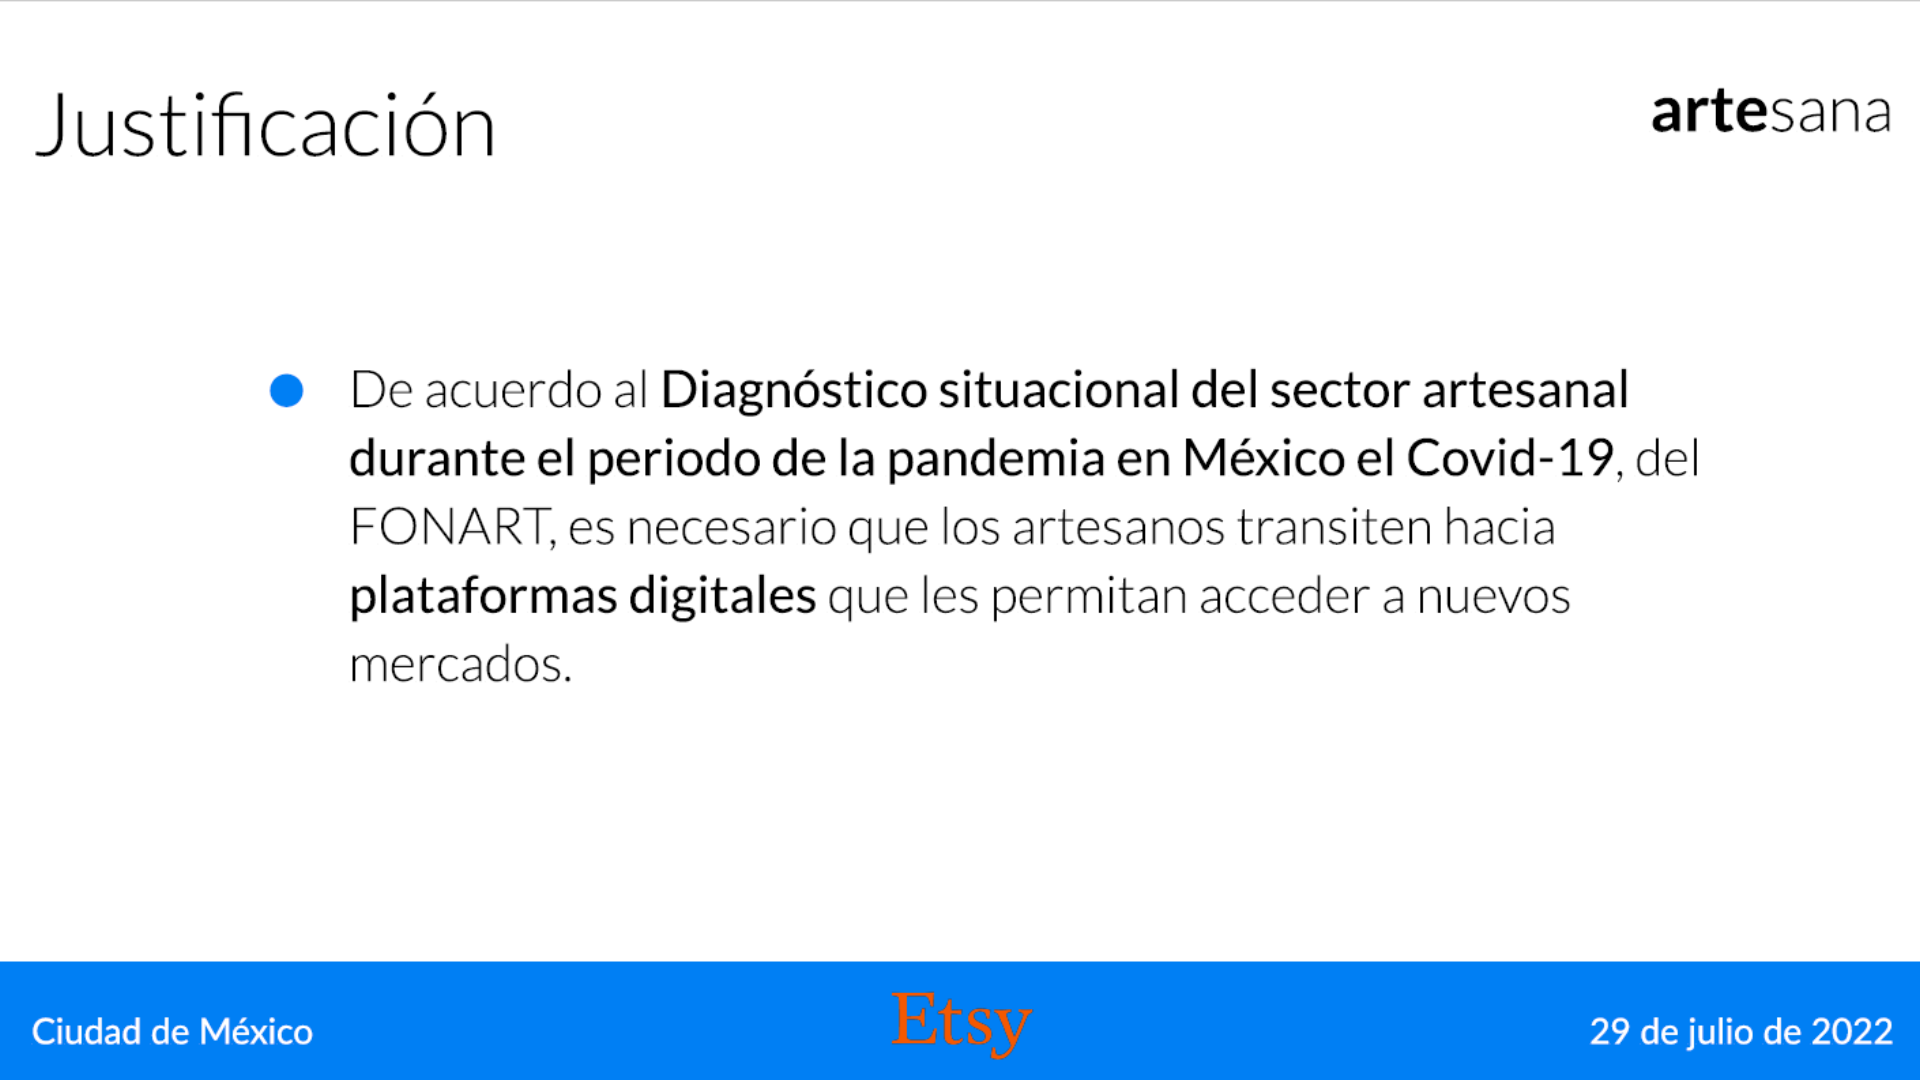 Justificación
artesana
De acuerdo al Diagnóstico situacional del sector artesanal
durante el periodo de la pandemia en México el Covid-19, del
FONART, es necesario que los artesanos transiten hacia
plataformas digitales que les permitan acceder a nuevos
mercados.
Ciudad de México
Etsy
29 de julio de 2022